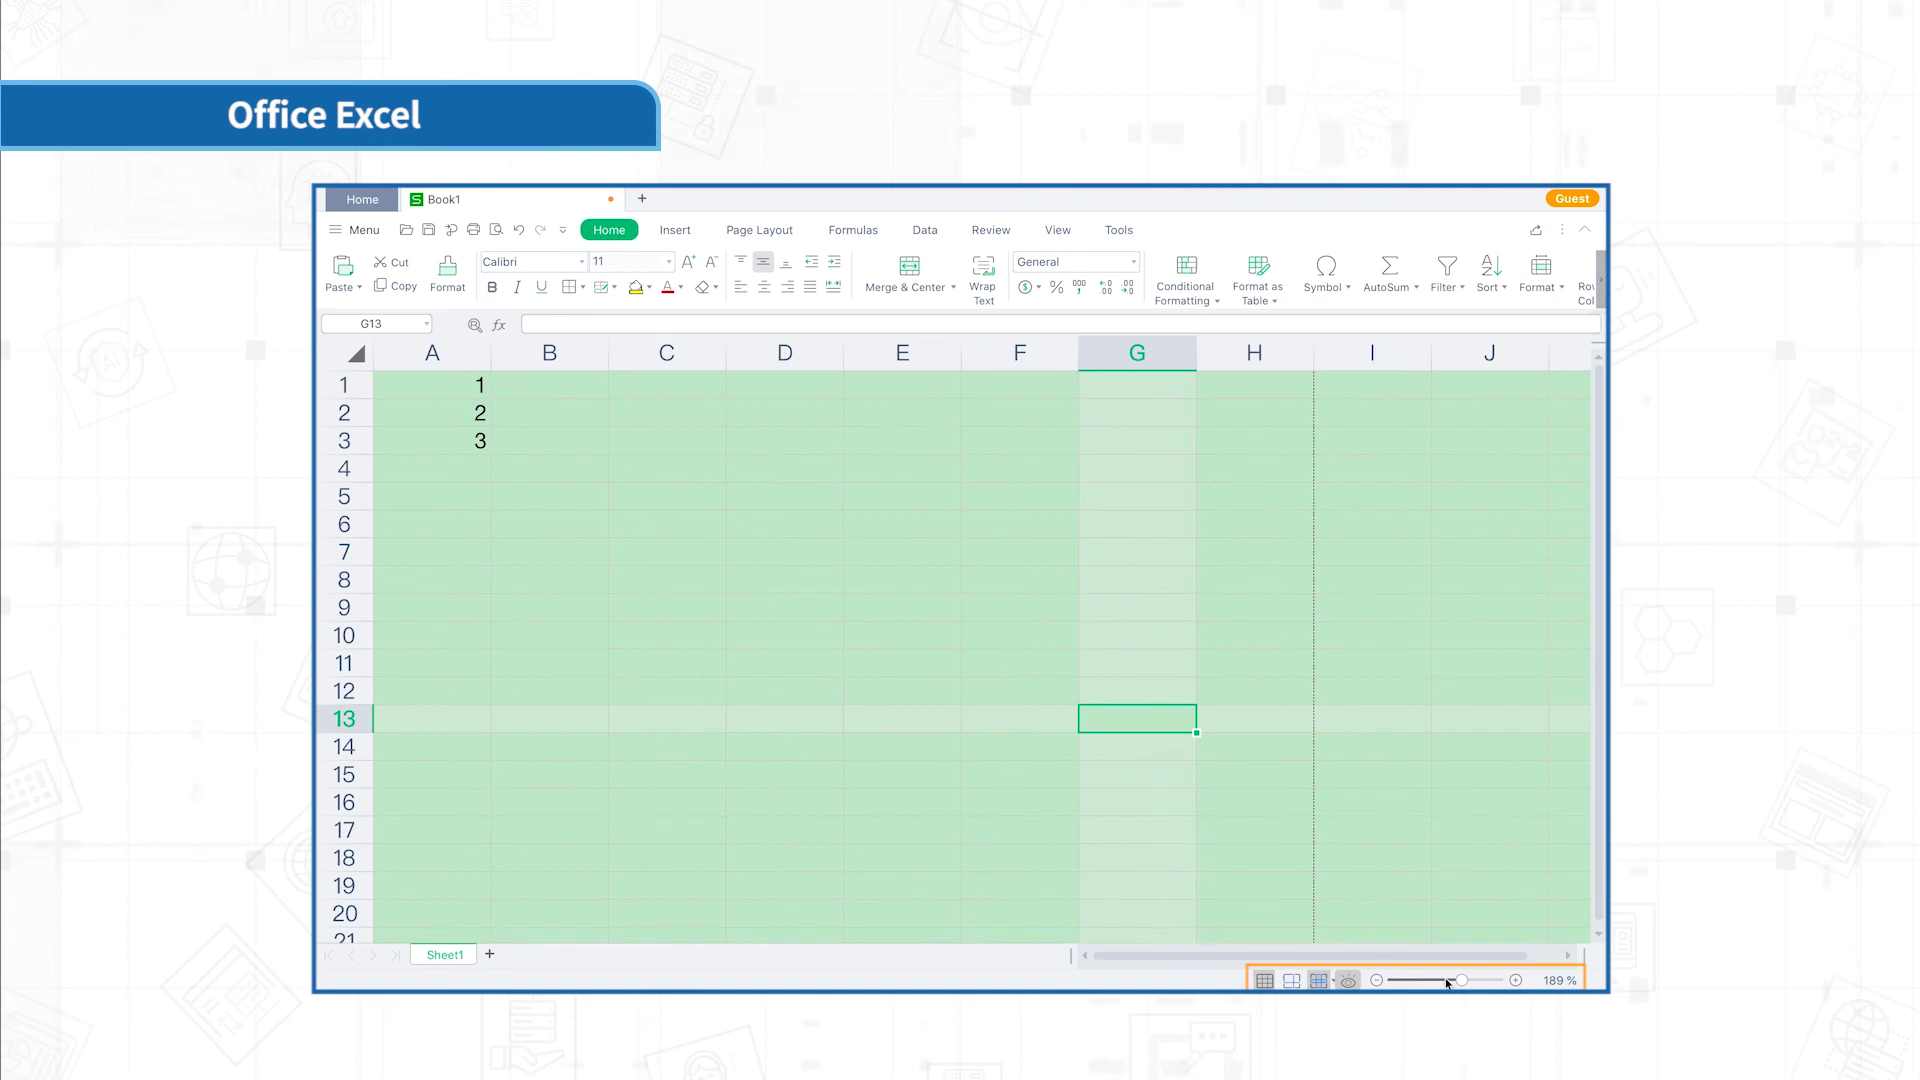 Office Excel
Home
Book1
+
Guest
Menu
Home
Insert
Page Layout
Formulas
Data
Review
View
Tools
Paste
Cut
Copy
Format
Calibri
11
B I U
Merge & Center
Wrap
Text
General
Conditional
Formatting
Format as
Table
Symbol
AutoSum
Filter
Sort
Format
Row
Col
G13
fx
A B C D E F G H I J
1 1
2 2
3 3
4
5
6
7
8
9
10
11
12
13
14
15
16
17
18
19
20
21
Sheet1 +
189 %